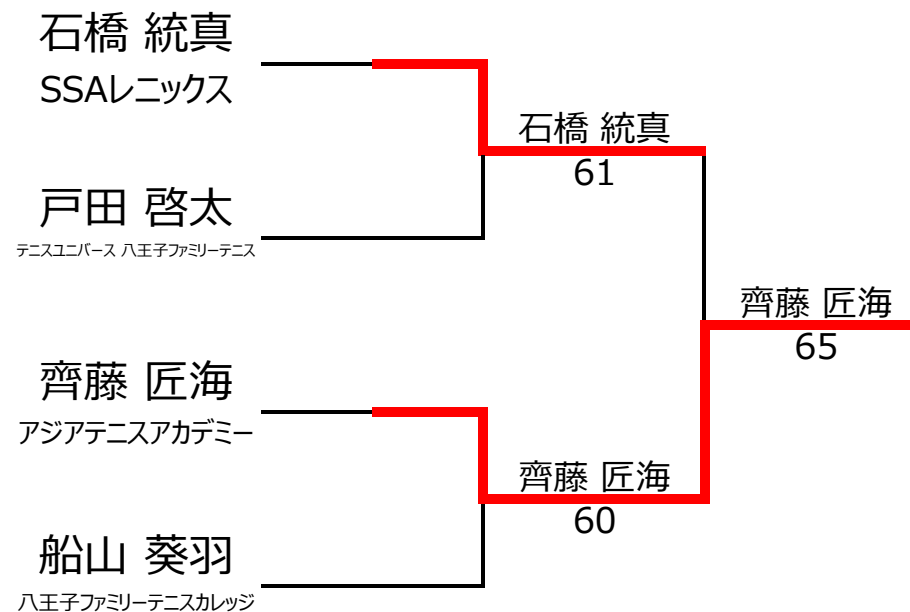 石橋 統真
SSAレニックス
石橋 統真
61
戸田 啓太
テニスユニバース 八王子ファミリーテニス
齊藤 匠海
65
齊藤 匠海
アジアテニスアカデミー
齊藤 匠海
60
船山 葵羽
八王子ファミリーテニスカレッジ